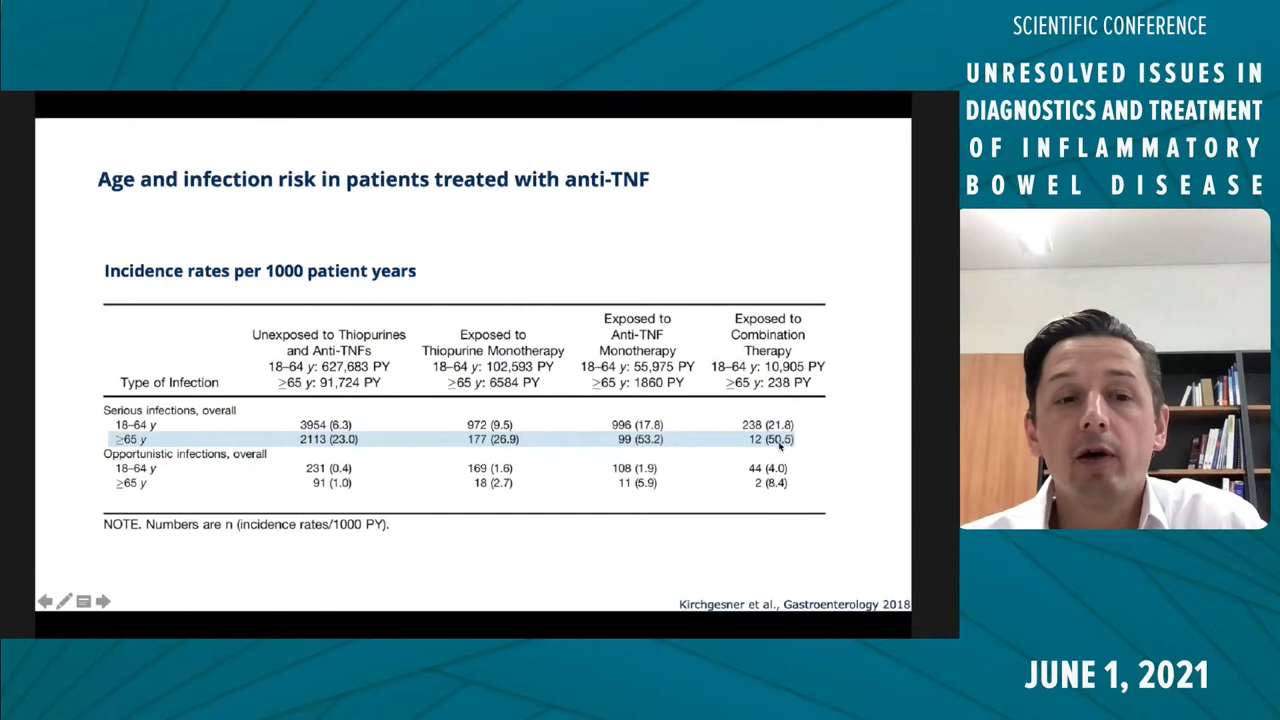 SCIENTIFIC CONFERENCE
UNRESOLVED ISSUES IN
DIAGNOSTICS AND TREATMENT
OF INFLAMMATORY
BOWEL DISEASE
Age and infection risk in patients treated with anti-TNF
Incidence rates per 1000 patient years
Type of Infection
Unexposed to Thiopurines
and Anti-TNFs
18–64 y: 627,683 PY
≥65 y: 91,724 PY
Exposed to
Thiopurine Monotherapy
18–64 y: 102,593 PY
≥65 y: 6584 PY
Exposed to
Anti-TNF
Monotherapy
18–64 y: 55,975 PY
≥65 y: 1860 PY
Exposed to
Combination
Therapy
18–64 y: 10,905 PY
≥65 y: 238 PY
Serious infections, overall
18–64 y 3954 (6.3) 972 (9.5) 996 (17.8) 238 (21.8)
≥65 y 2113 (23.0) 177 (26.9) 99 (53.2) 12 (50.5)
Opportunistic infections, overall
18–64 y 231 (0.4) 169 (1.6) 108 (1.9) 44 (4.0)
≥65 y 91 (1.0) 18 (2.7) 11 (5.9) 2 (8.4)
NOTE. Numbers are n (incidence rates/1000 PY).
Kirchgesner et al., Gastroenterology 2018
JUNE 1, 2021